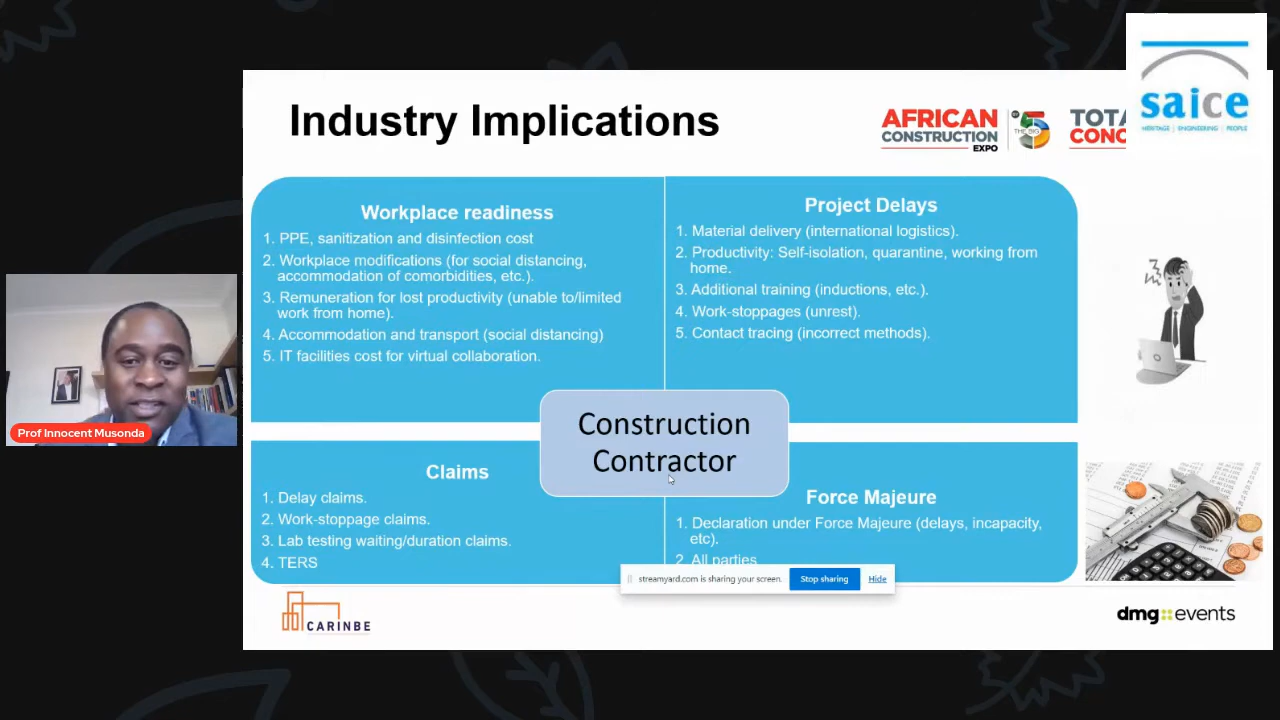 Industry Implications
AFRICAN
CONSTRUCTION
EXPO
THE BIG
5
TOTA
CONC
saice
HERITAGE | ENGINEERING | PEOPLE
Workplace readiness
1. PPE, sanitization and disinfection cost
2. Workplace modifications (for social distancing,
accommodation of comorbidities, etc.).
3. Remuneration for lost productivity (unable to/limited
work from home).
4. Accommodation and transport (social distancing)
5. IT facilities cost for virtual collaboration.
Project Delays
1. Material delivery (international logistics).
2. Productivity: Self-isolation, quarantine, working from
home.
3. Additional training (inductions, etc.).
4. Work-stoppages (unrest).
5. Contact tracing (incorrect methods).
Construction
Contractor
Claims
1. Delay claims.
2. Work-stoppage claims.
3. Lab testing waiting/duration claims.
4. TERS
Force Majeure
1. Declaration under Force Majeure (delays, incapacity,
etc).
2. All parties
Prof Innocent Musonda
streamyard.com is sharing your screen.
Stop sharing
Hide
CARINBE
dmg::events